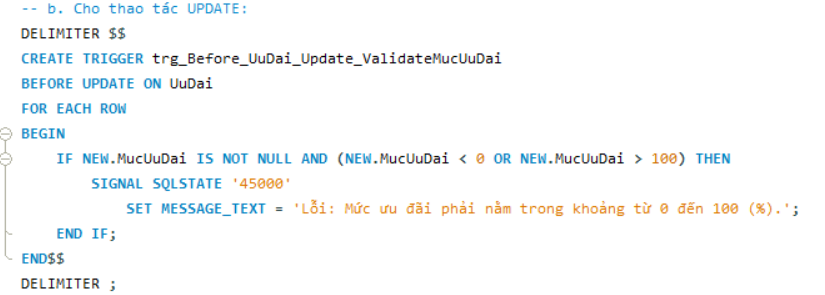 -- b. Cho thao tác UPDATE:
DELIMITER $$
CREATE TRIGGER trg_Before_UuDai_Update_ValidateMucUuDai
BEFORE UPDATE ON UuDai
FOR EACH ROW
BEGIN
    IF NEW.MucUuDai IS NOT NULL AND (NEW.MucUuDai < 0 OR NEW.MucUuDai > 100) THEN
        SIGNAL SQLSTATE '45000'
            SET MESSAGE_TEXT = 'Lỗi: Mức ưu đãi phải nằm trong khoảng từ 0 đến 100 (%).';
    END IF;
END$$
DELIMITER ;